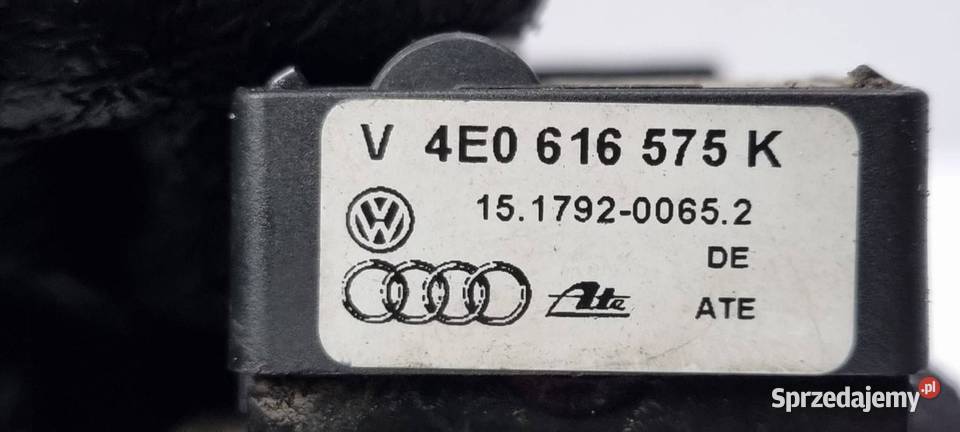 V 4E0 616 575 K
15.1792-0065.2
DE
Ate ATE
Sprzedajemy.pl